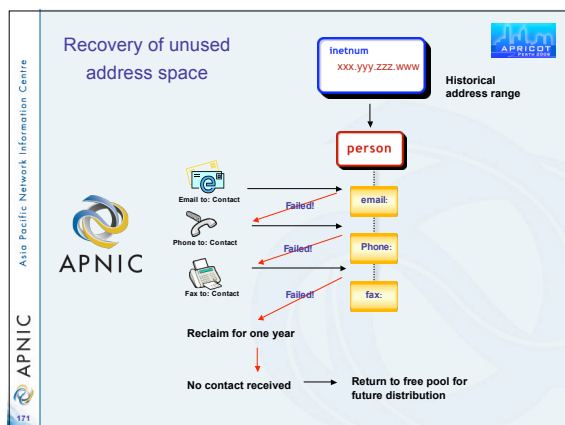 Recovery of unused
address space
inetnum
xxx.yyy.zzz.www
APRICOT
PERTH 2006
Historical
address range
person
Email to: Contact
Failed!
email:
Phone to: Contact
Failed!
Phone:
Fax to: Contact
Failed!
fax:
APNIC
Reclaim for one year
No contact received
Return to free pool for
future distribution
Asia Pacific Network Information Centre
APNIC
171